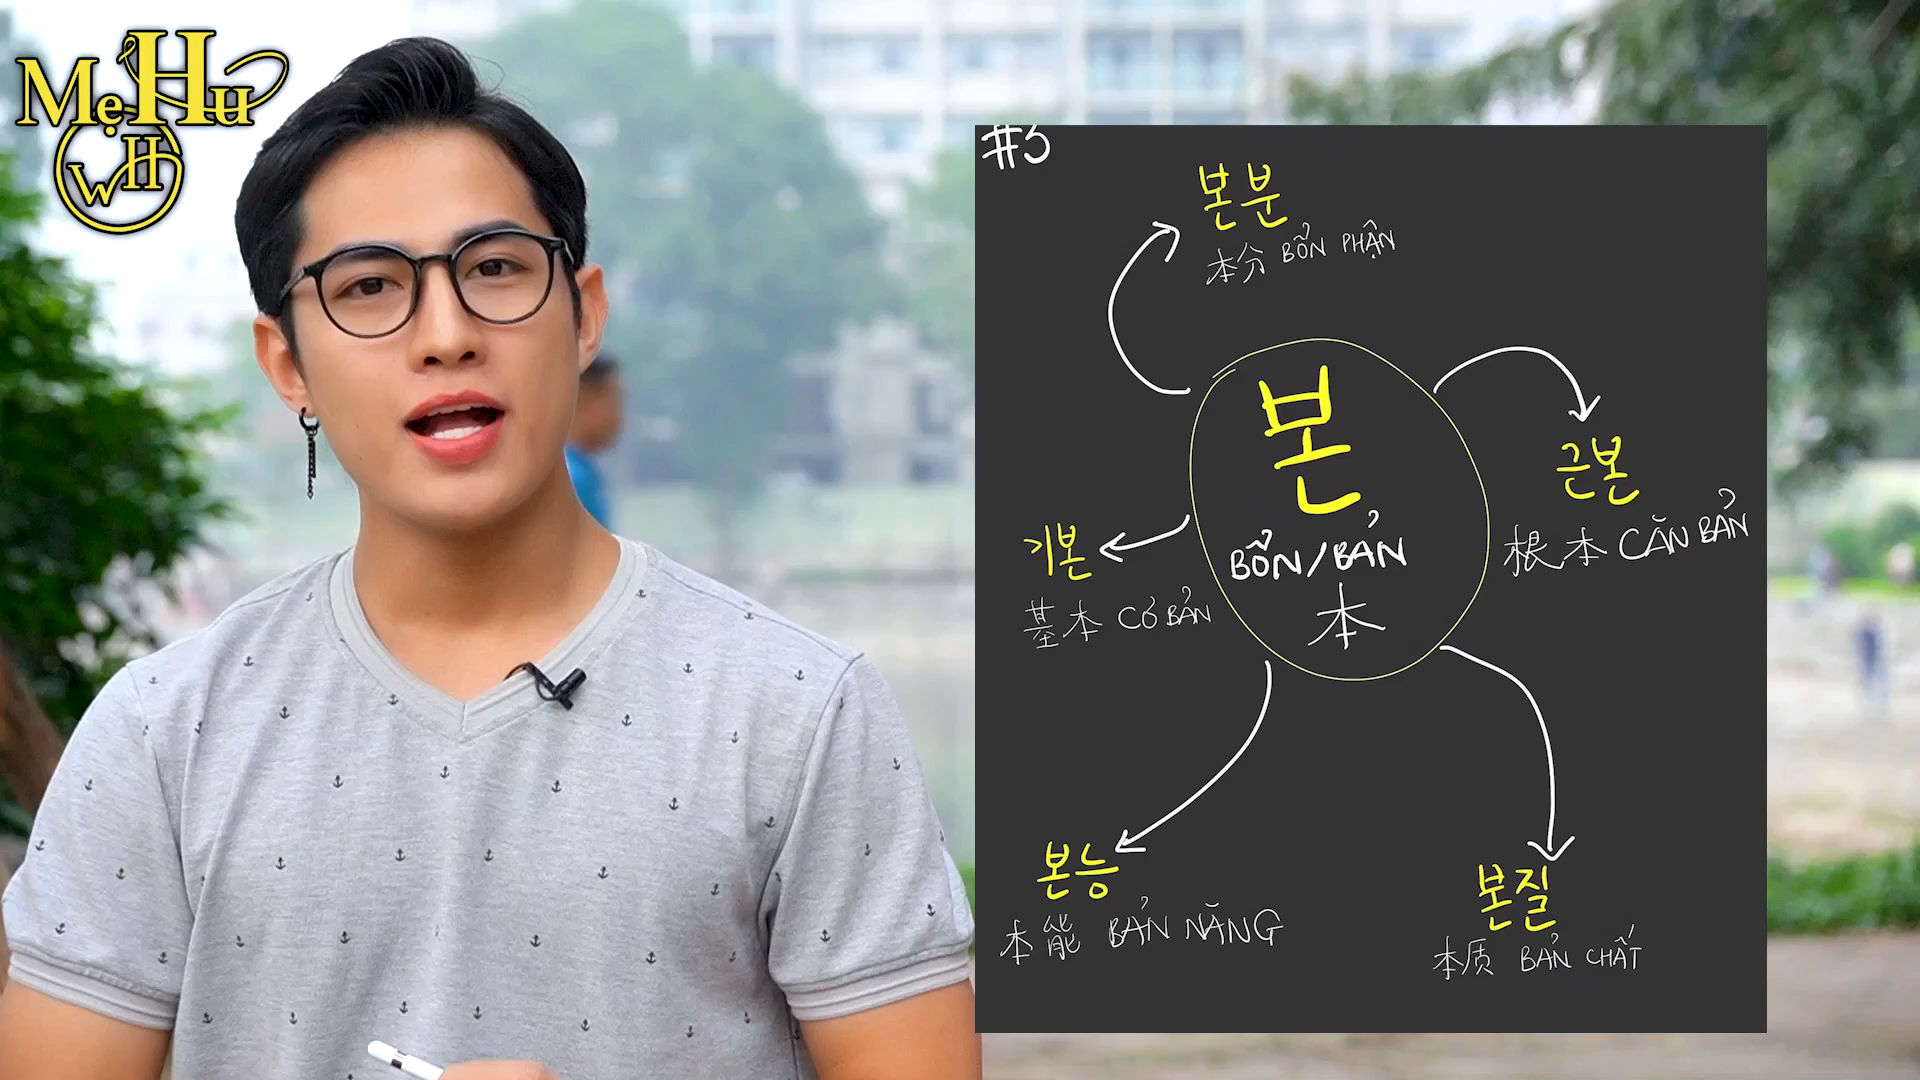 MẹHu
WH
#5
본분
本分 BỔN PHẬN
본
BỔN/BẢN
本
근본
根本 CĂN BẢN
기본
基本 CƠ BẢN
본능
本能 BẢN NĂNG
본질
本质 BẢN CHẤT